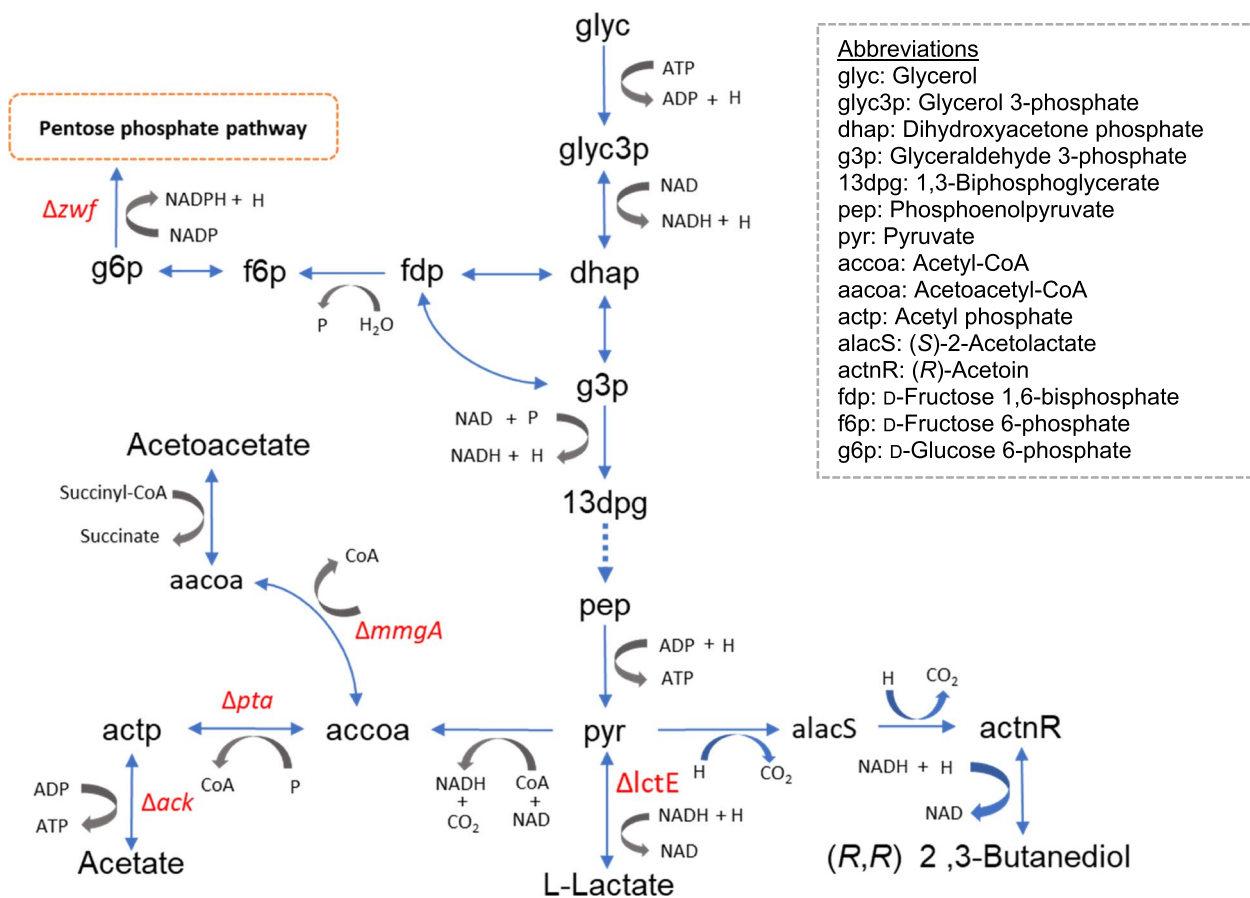 glyc
ATP
ADP + H
glyc3p
NAD
NADH + H
Pentose phosphate pathway
Δzwf
NADPH + H
NADP
g6p
f6p
fdp
dhap
P
H₂O
g3p
NAD + P
NADH + H
13dpg
Acetoacetate
Succinyl-CoA
Succinate
aacoa
CoA
ΔmmgA
pep
ADP + H
ATP
Δpta
actp
accoa
pyr
alacS
actnR
H
CO₂
H
CO₂
CoA
P
NADH
+
CO₂
CoA
+
NAD
ΔlctE
NADH + H
NAD
NADH + H
NAD
ADP
ATP
Δack
Acetate
L-Lactate
(R,R) 2 ,3-Butanediol
Abbreviations
glyc: Glycerol
glyc3p: Glycerol 3-phosphate
dhap: Dihydroxyacetone phosphate
g3p: Glyceraldehyde 3-phosphate
13dpg: 1,3-Biphosphoglycerate
pep: Phosphoenolpyruvate
pyr: Pyruvate
accoa: Acetyl-CoA
aacoa: Acetoacetyl-CoA
actp: Acetyl phosphate
alacS: (S)-2-Acetolactate
actnR: (R)-Acetoin
fdp: D-Fructose 1,6-bisphosphate
f6p: D-Fructose 6-phosphate
g6p: D-Glucose 6-phosphate